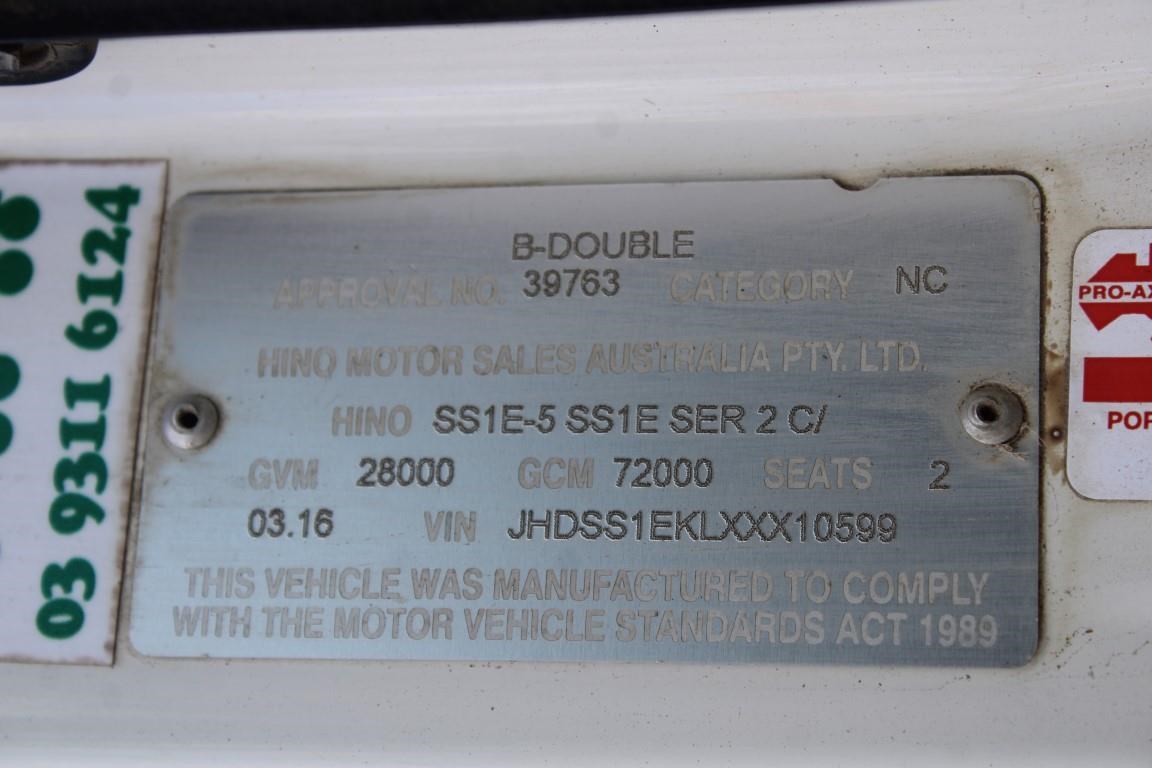 B-DOUBLE
APPROVAL NO. 39763 CATEGORY NC
HINO MOTOR SALES AUSTRALIA PTY. LTD.
HINO SS1E-5 SS1E SER 2 C/
GVM 28000 GCM 72000 SEATS 2
03.16 VIN JHDSS1EKLXXX10599
THIS VEHICLE WAS MANUFACTURED TO COMPLY
WITH THE MOTOR VEHICLE STANDARDS ACT 1989
03 9311 6124